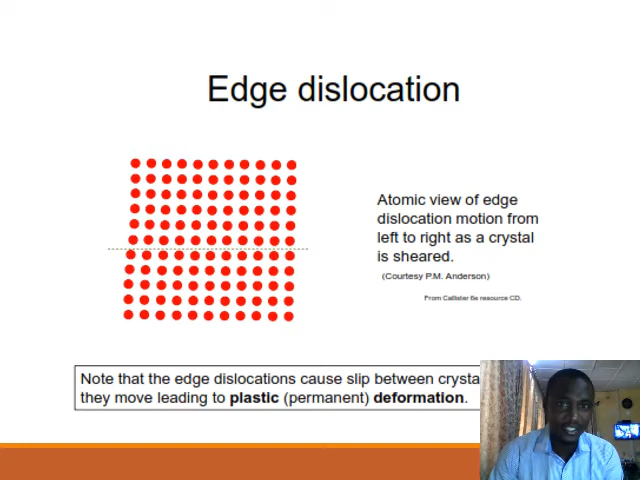 Edge dislocation
Atomic view of edge
dislocation motion from
left to right as a crystal
is sheared.
(Courtesy P.M. Anderson)
From Callister 6e resource CD.
Note that the edge dislocations cause slip between
they move leading to plastic (permanent) deformation.